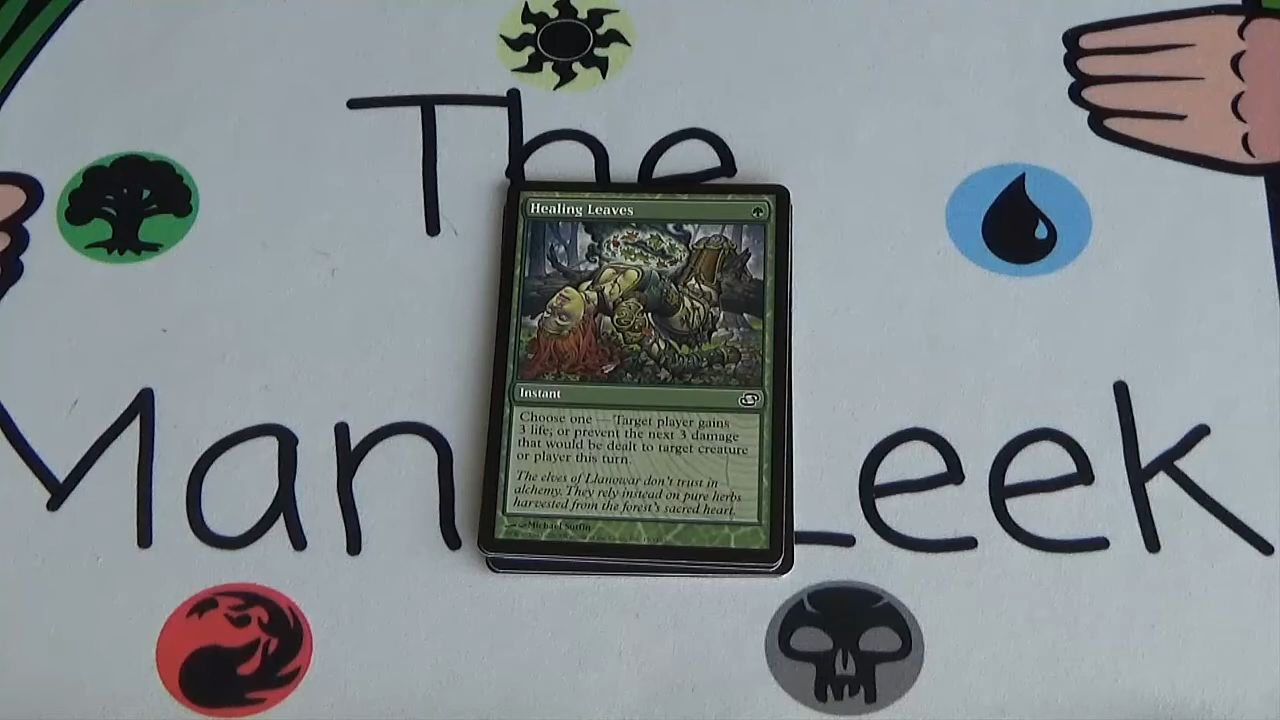 The
Healing Leaves
Instant
Choose one — Target player gains
3 life; or prevent the next 3 damage
that would be dealt to target creature
or player this turn.
The elves of Llanowar don't trust in
alchemy. They rely instead on pure herbs
harvested from the forest's sacred heart.
Michael Sutfin
Man Leek